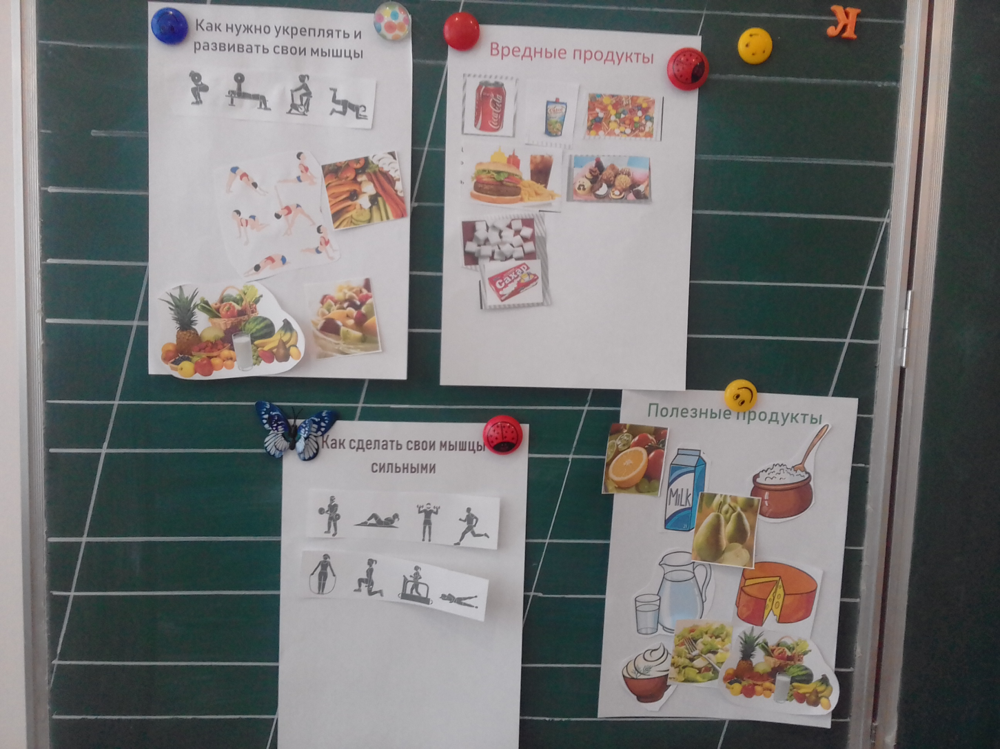 Как нужно укреплять и
развивать свои мышцы
Вредные продукты
Coca-Cola
Сахар
Как сделать свои мышцы
сильными
Полезные продукты
MiLK
К